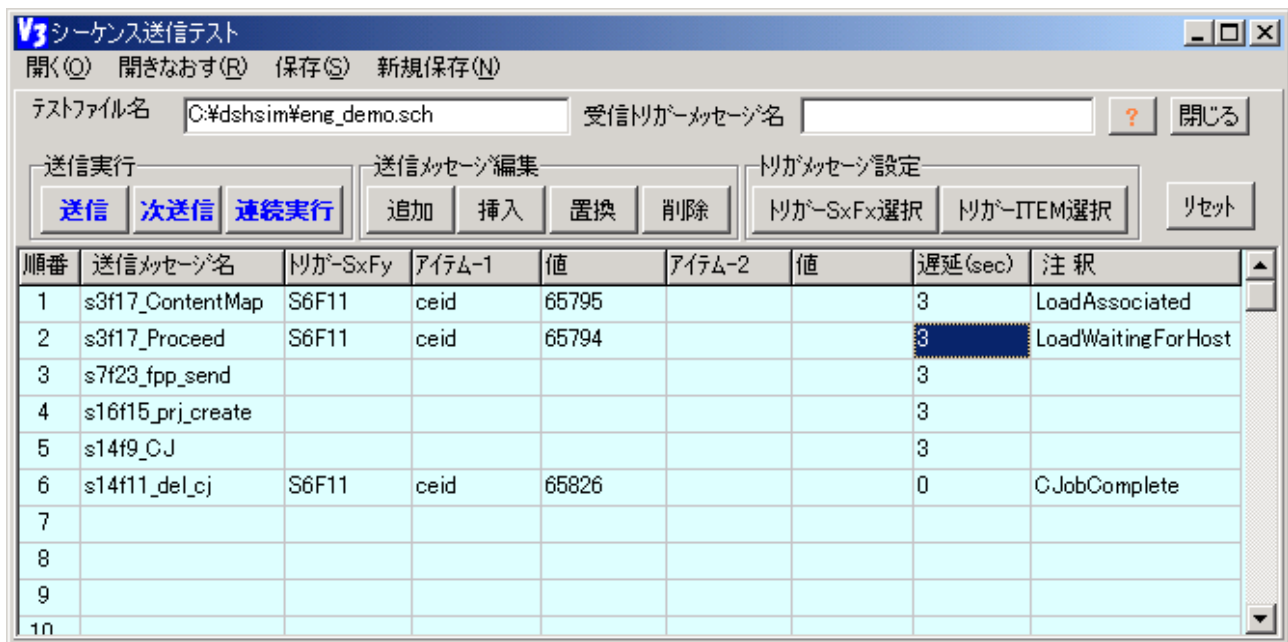 V3 シーケンス送信テスト
開く(O) 開きなおす(R) 保存(S) 新規保存(N)
テストファイル名 C:¥dshsim¥eng_demo.sch 受信トリガーメッセージ名 ? 閉じる
送信実行 送信メッセージ編集 トリガメッセージ設定
送信 次送信 連続実行 追加 挿入 置換 削除 トリガーSxFx選択 トリガーITEM選択 リセット
順番 送信メッセージ名 トリガーSxFy アイテム-1 値 アイテム-2 値 遅延(sec) 注 釈
1 s3f17_ContentMap S6F11 ceid 65795 3 LoadAssociated
2 s3f17_Proceed S6F11 ceid 65794 3 LoadWaitingForHost
3 s7f23_fpp_send 3
4 s16f15_prj_create 3
5 s14f9_CJ 3
6 s14f11_del_cj S6F11 ceid 65826 0 CJobComplete
7
8
9
10